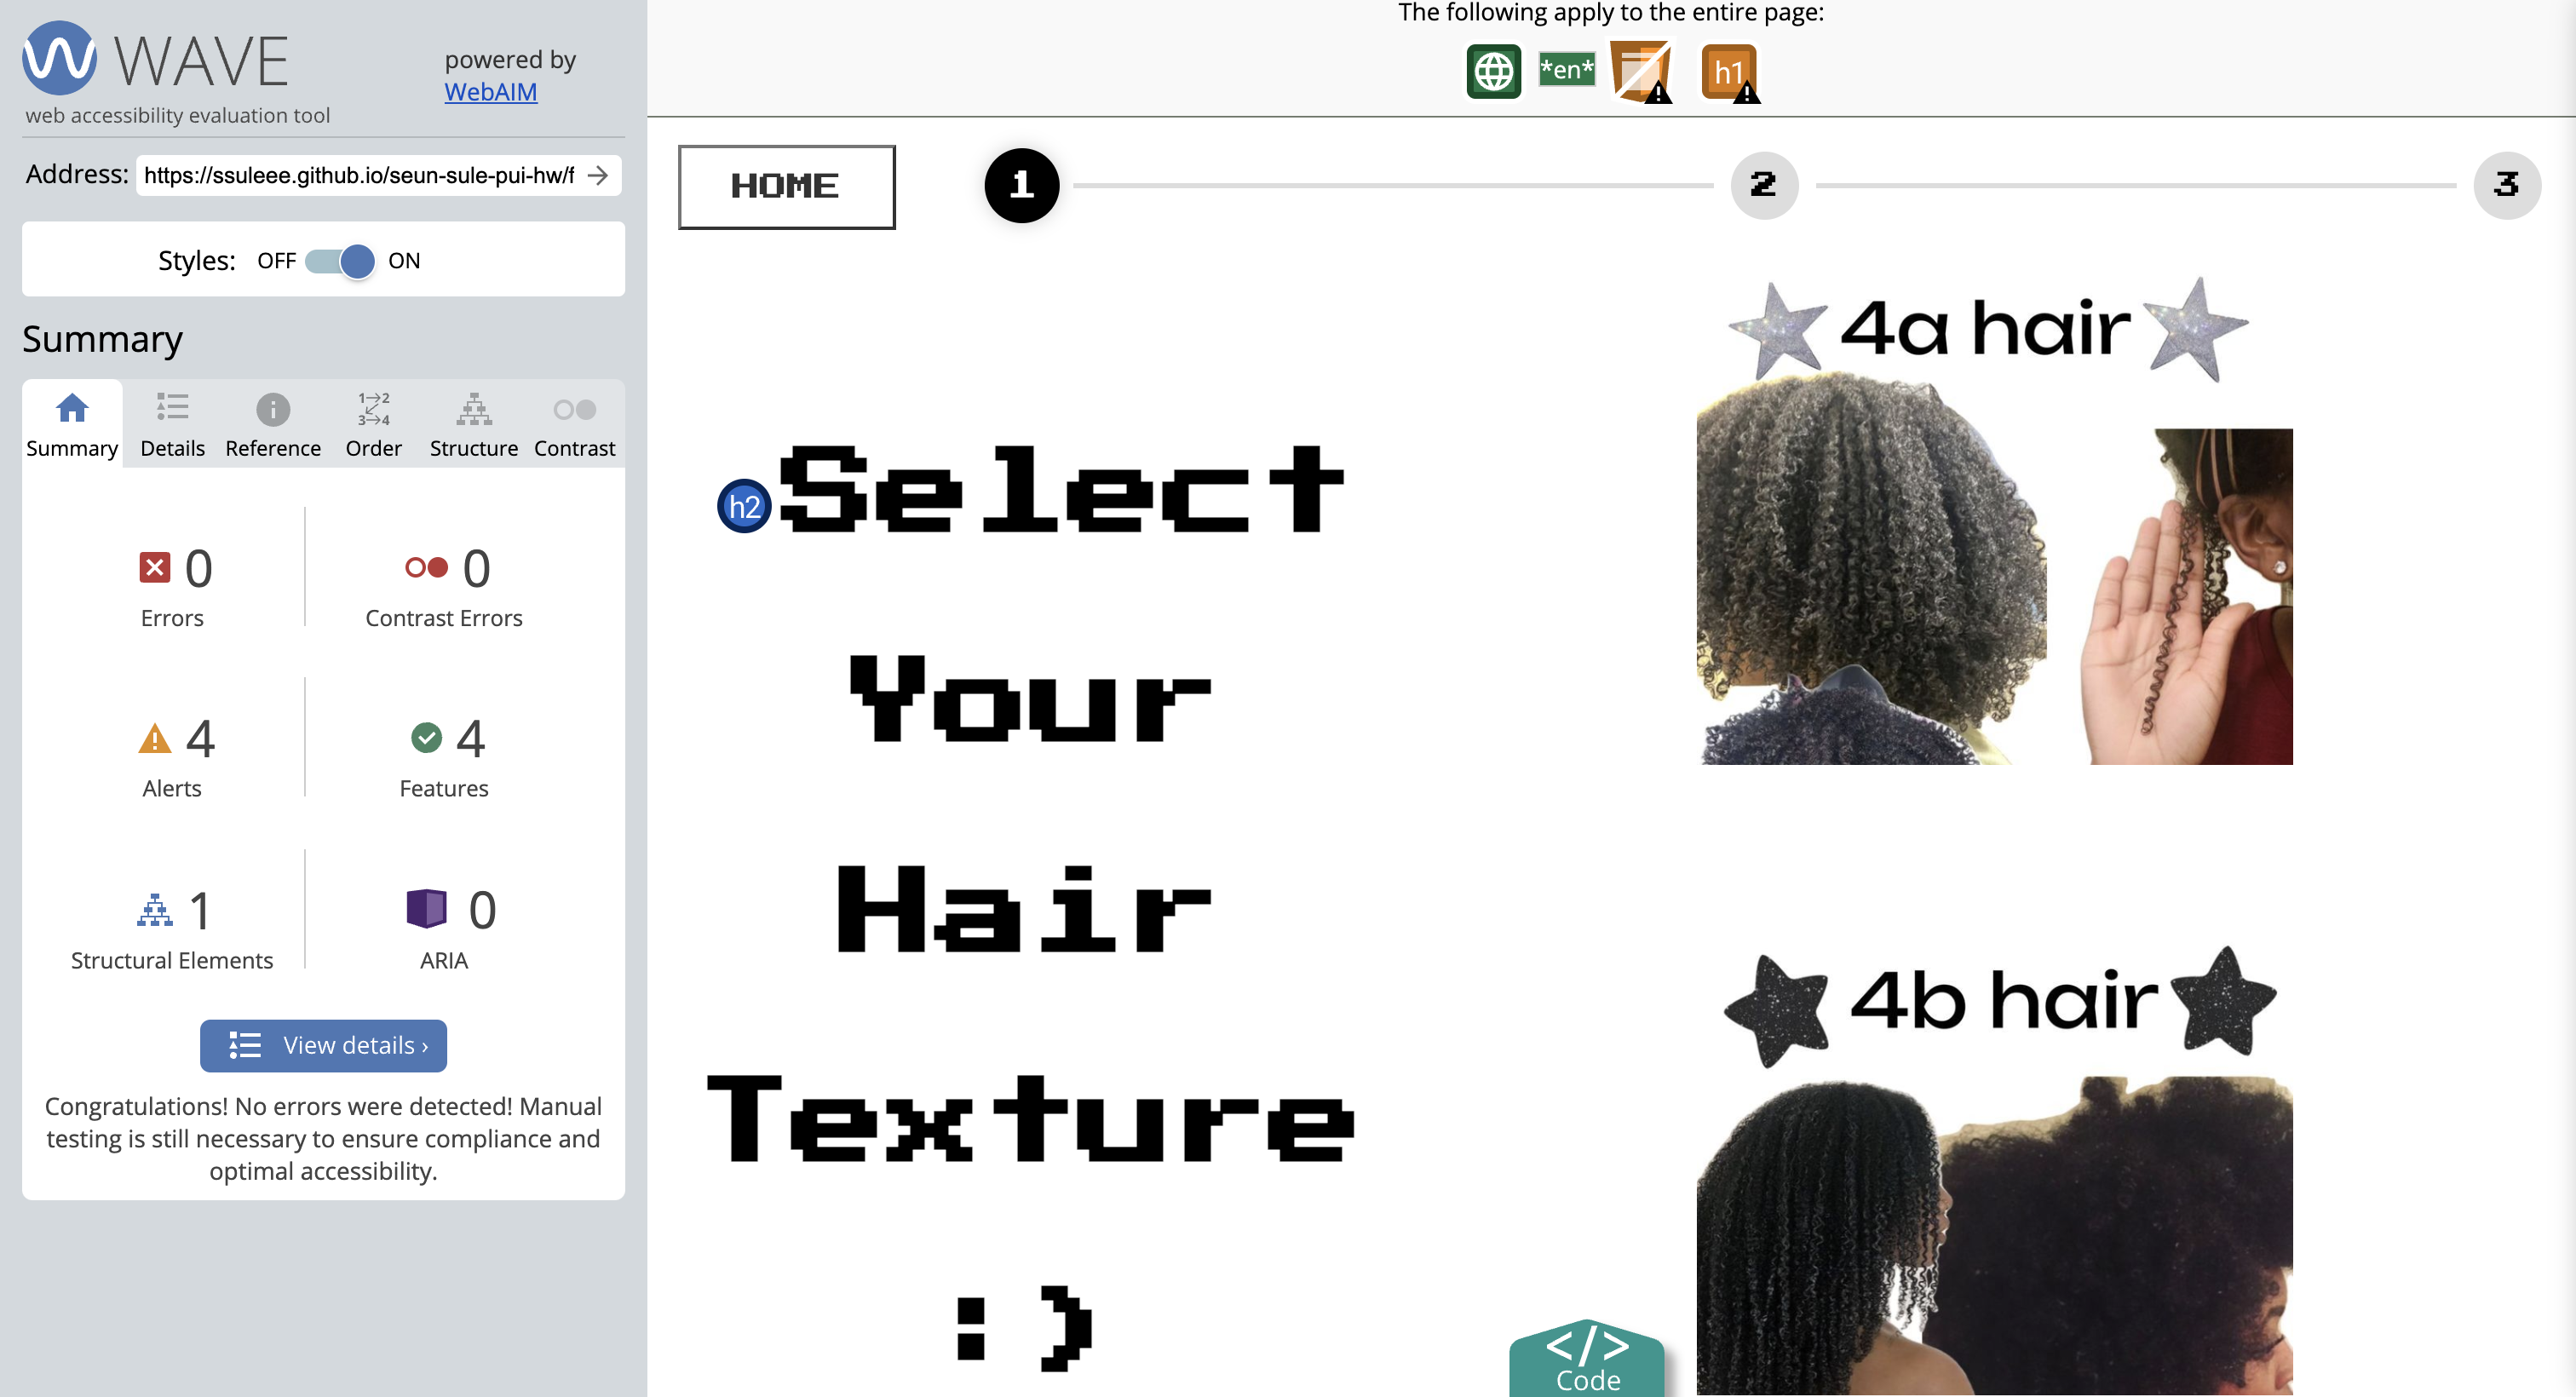 WAVE
powered by
WebAIM
web accessibility evaluation tool
Address: https://ssuleee.github.io/seun-sule-pui-hw/f
Styles: OFF ON
Summary
Summary Details Reference Order Structure Contrast
1→2
3→4
0 Errors
0 Contrast Errors
4 Alerts
4 Features
1 Structural Elements
0 ARIA
View details ›
Congratulations! No errors were detected! Manual
testing is still necessary to ensure compliance and
optimal accessibility.
The following apply to the entire page:
*en*
h1
HOME
1
2
3
h2
Select
Your
Hair
Texture
:)
4a hair
4b hair
</>
Code